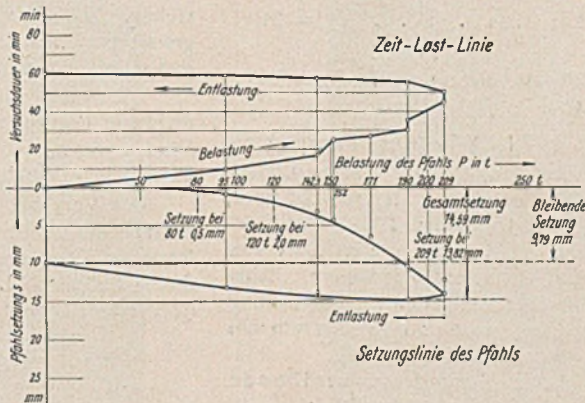 min
80
60
40
20
0
5
10
15
20
25
mm
Versuchsdauer in min
Pfahlsetzung s in mm
Zeit-Last-Linie
Entlastung
Belastung
Belastung des Pfahls P in t
50
80
95
100
120
142,5
150
152
171
190
200
209
250 t
Setzung bei
80 t 0,5 mm
Setzung bei
120 t 2,0 mm
Gesamtsetzung
14,99 mm
Setzung bei
209 t 13,82 mm
Bleibende
Setzung
9,79 mm
Entlastung
Setzungslinie des Pfahls